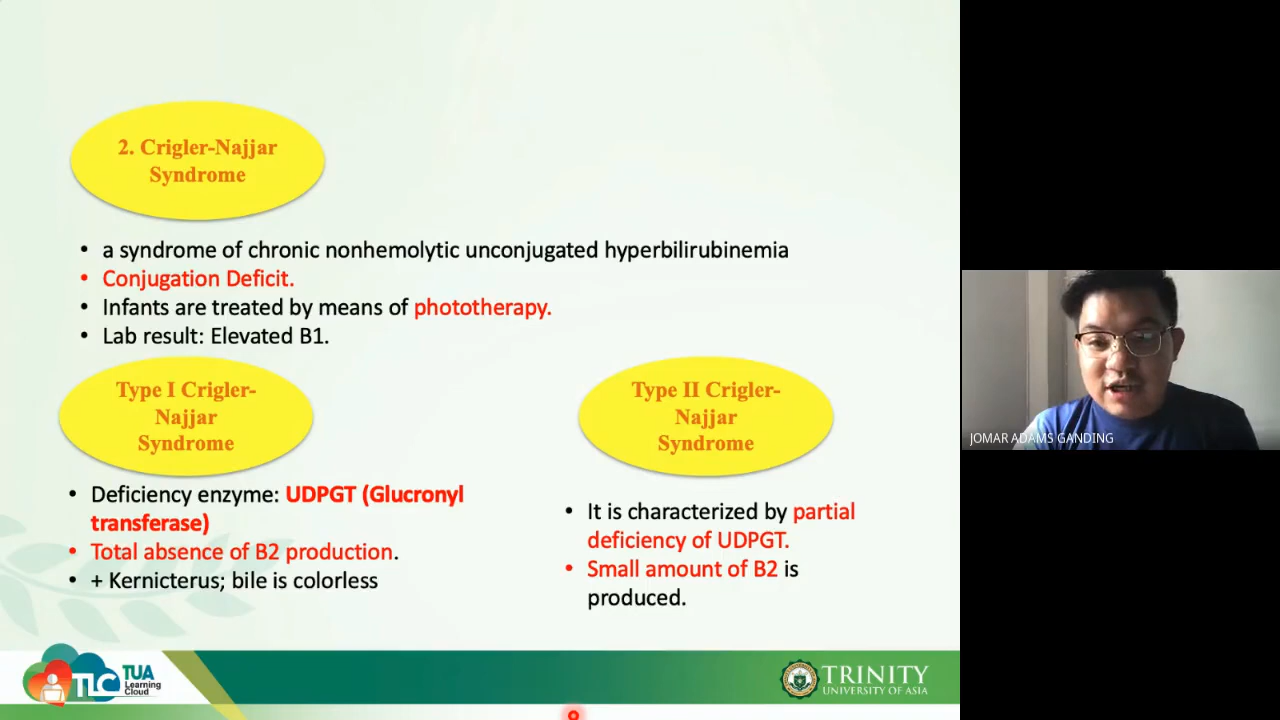 2. Crigler-Najjar
Syndrome
• a syndrome of chronic nonhemolytic unconjugated hyperbilirubinemia
• Conjugation Deficit.
• Infants are treated by means of phototherapy.
• Lab result: Elevated B1.
Type I Crigler-
Najjar
Syndrome
• Deficiency enzyme: UDPGT (Glucronyl
transferase)
• Total absence of B2 production.
• + Kernicterus; bile is colorless
Type II Crigler-
Najjar
Syndrome
• It is characterized by partial
deficiency of UDPGT.
• Small amount of B2 is
produced.
JOMAR ADAMS GANDING
TLC
TUA
Learning
Cloud
TRINITY
UNIVERSITY OF ASIA